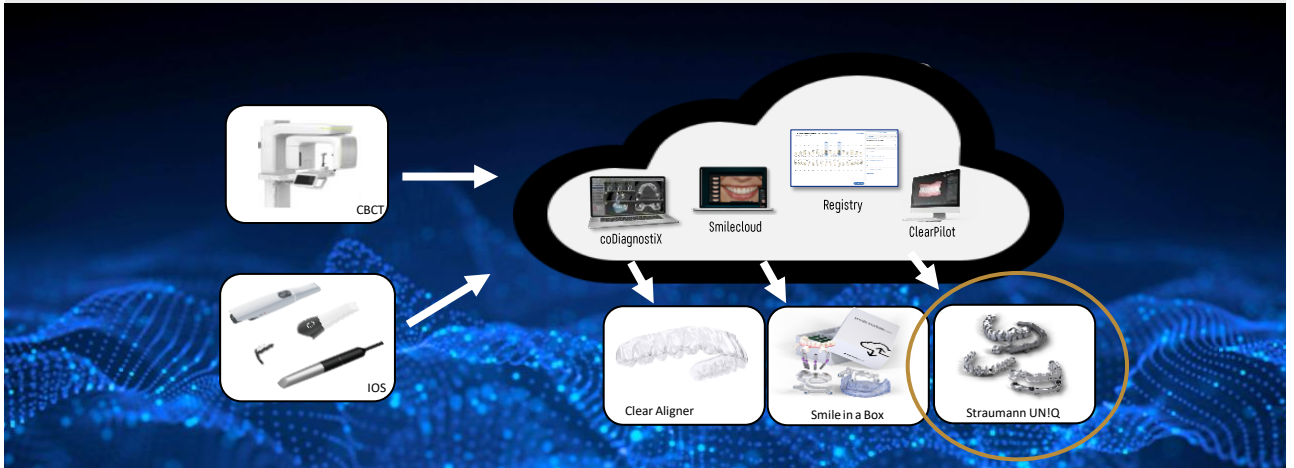 CBCT
IOS
coDiagnostiX
Smilecloud
Registry
ClearPilot
Clear Aligner
Smile in a Box
Straumann UN!Q